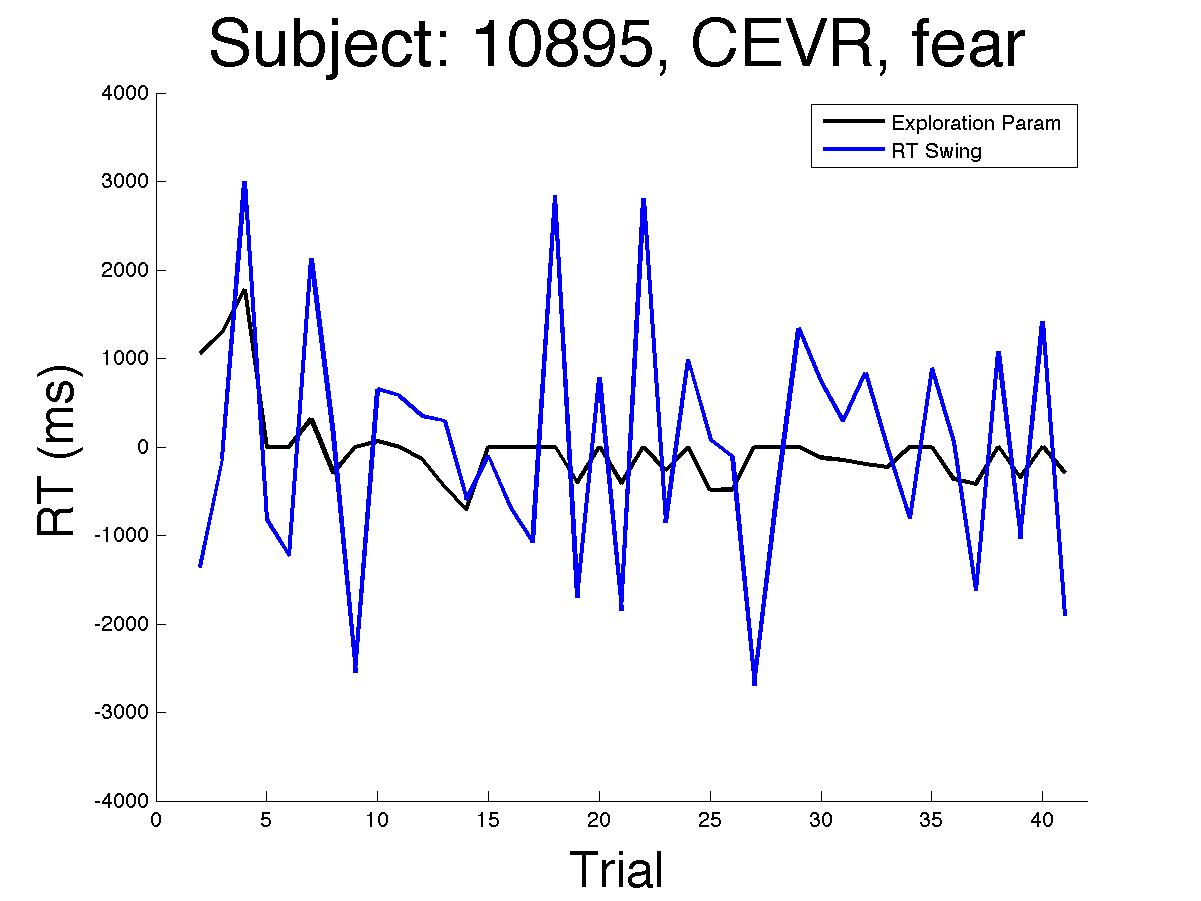 Subject: 10895, CEVR, fear
Exploration Param
RT Swing
RT (ms)
4000
3000
2000
1000
0
-1000
-2000
-3000
-4000
0 5 10 15 20 25 30 35 40
Trial